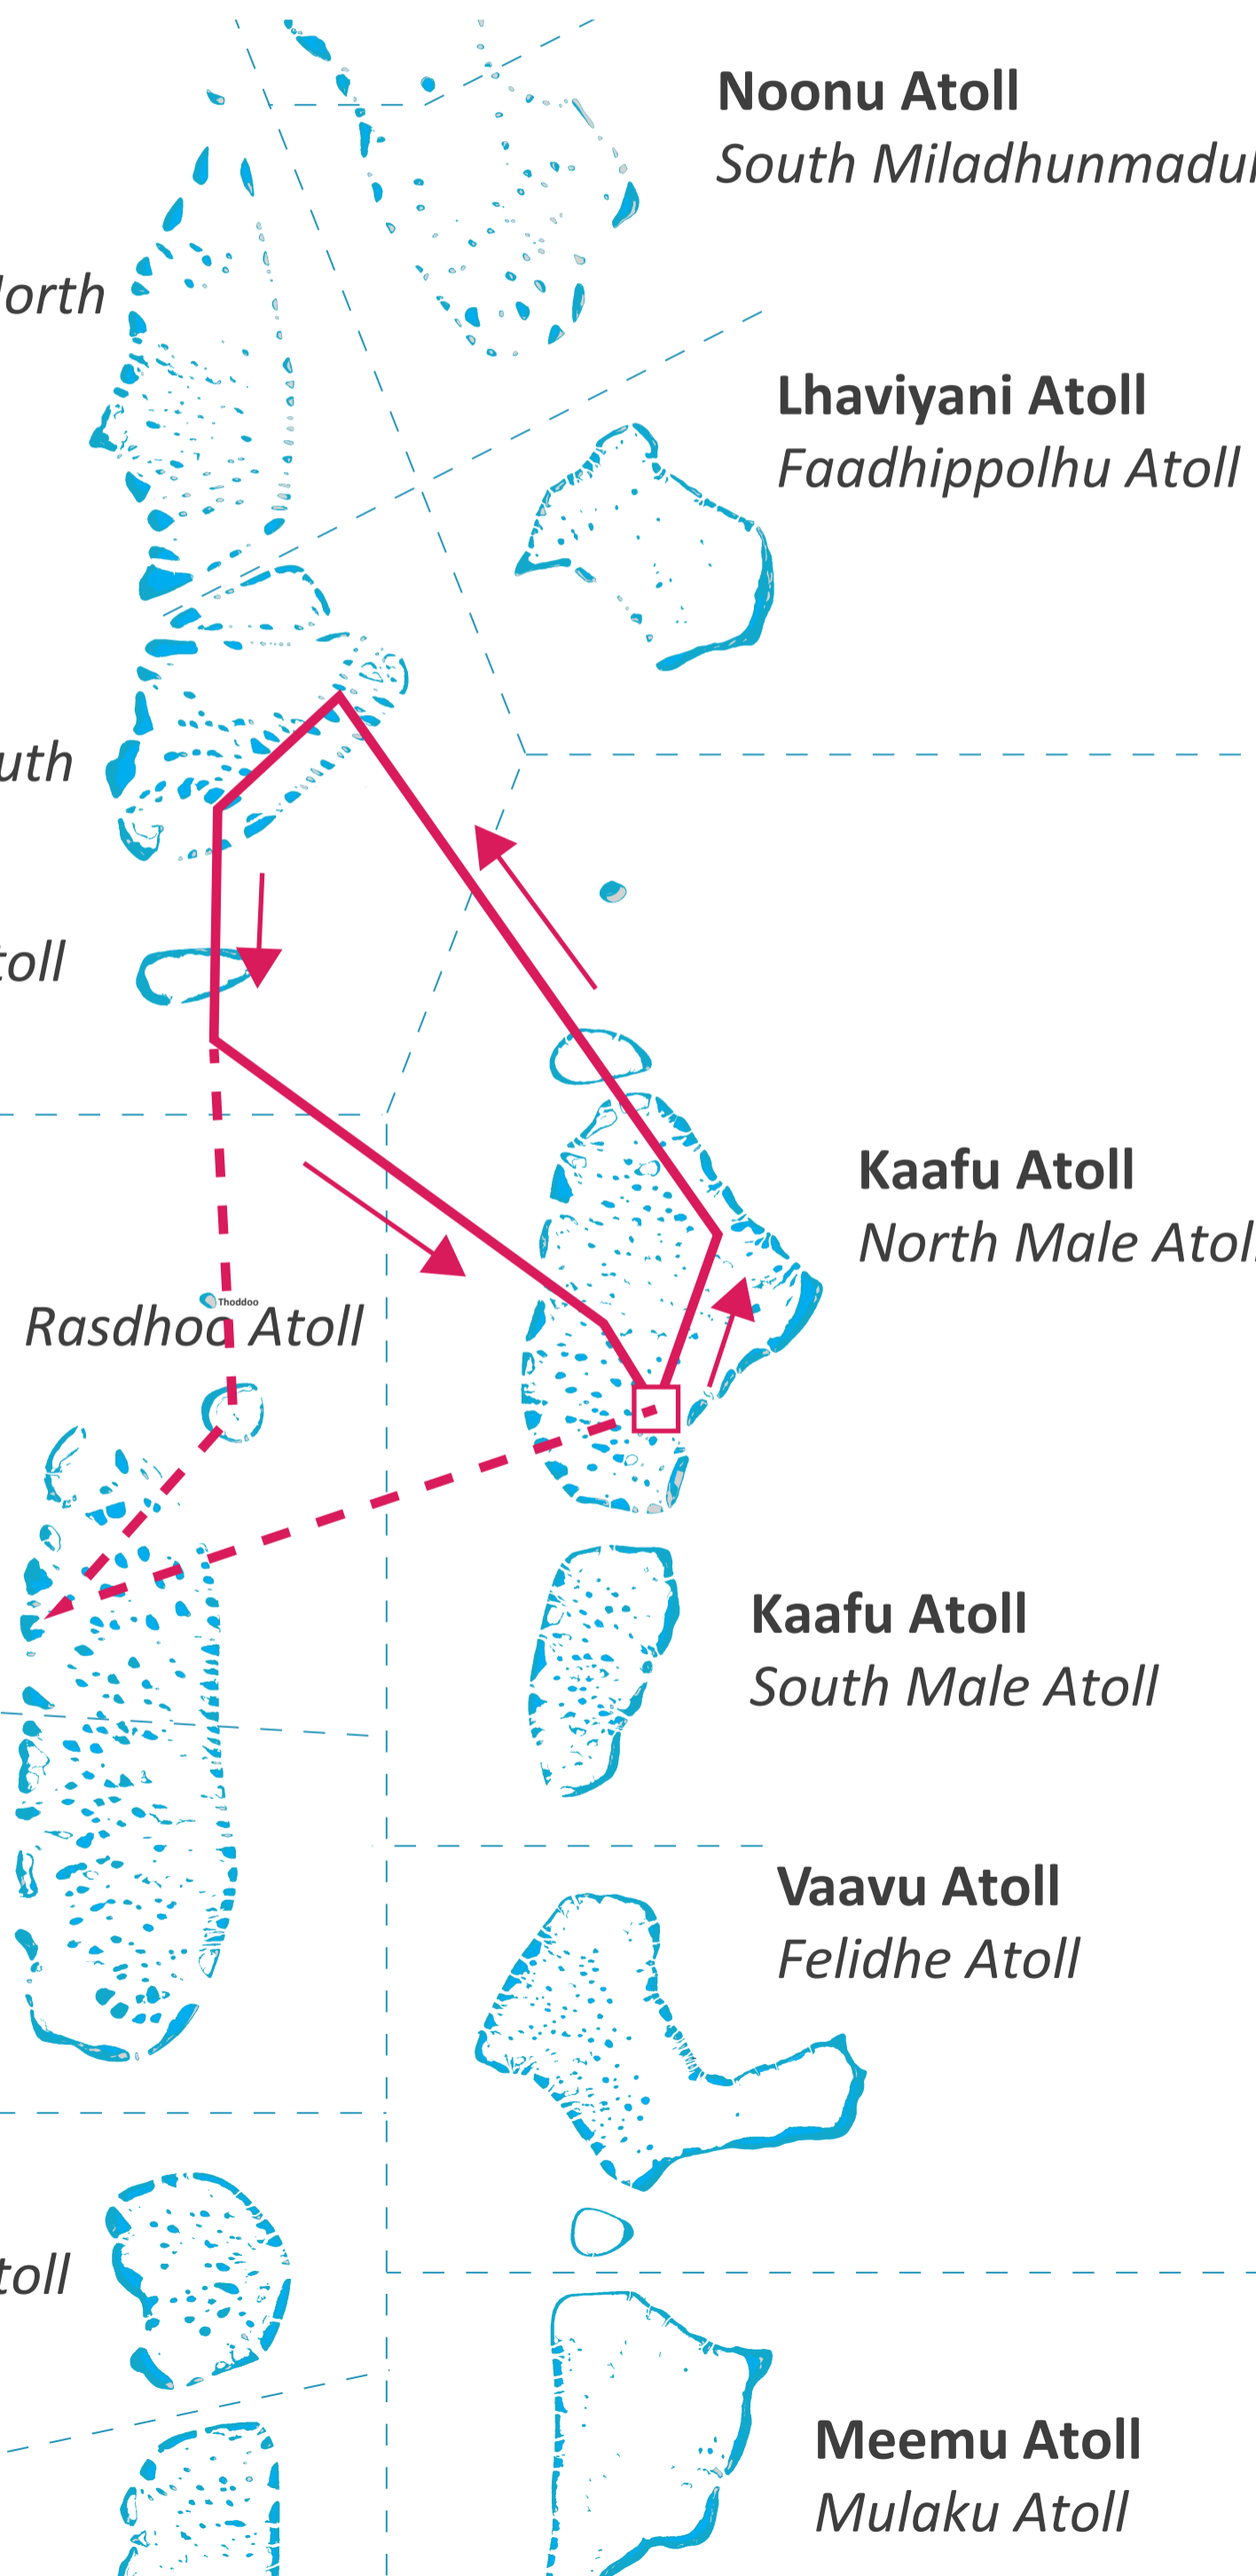 Noonu Atoll
South Miladhunmadul
orth
Lhaviyani Atoll
Faadhippolhu Atoll
uth
toll
Kaafu Atoll
North Male Atoll
Thoddoo
Rasdhoo Atoll
Kaafu Atoll
South Male Atoll
Vaavu Atoll
Felidhe Atoll
toll
Meemu Atoll
Mulaku Atoll